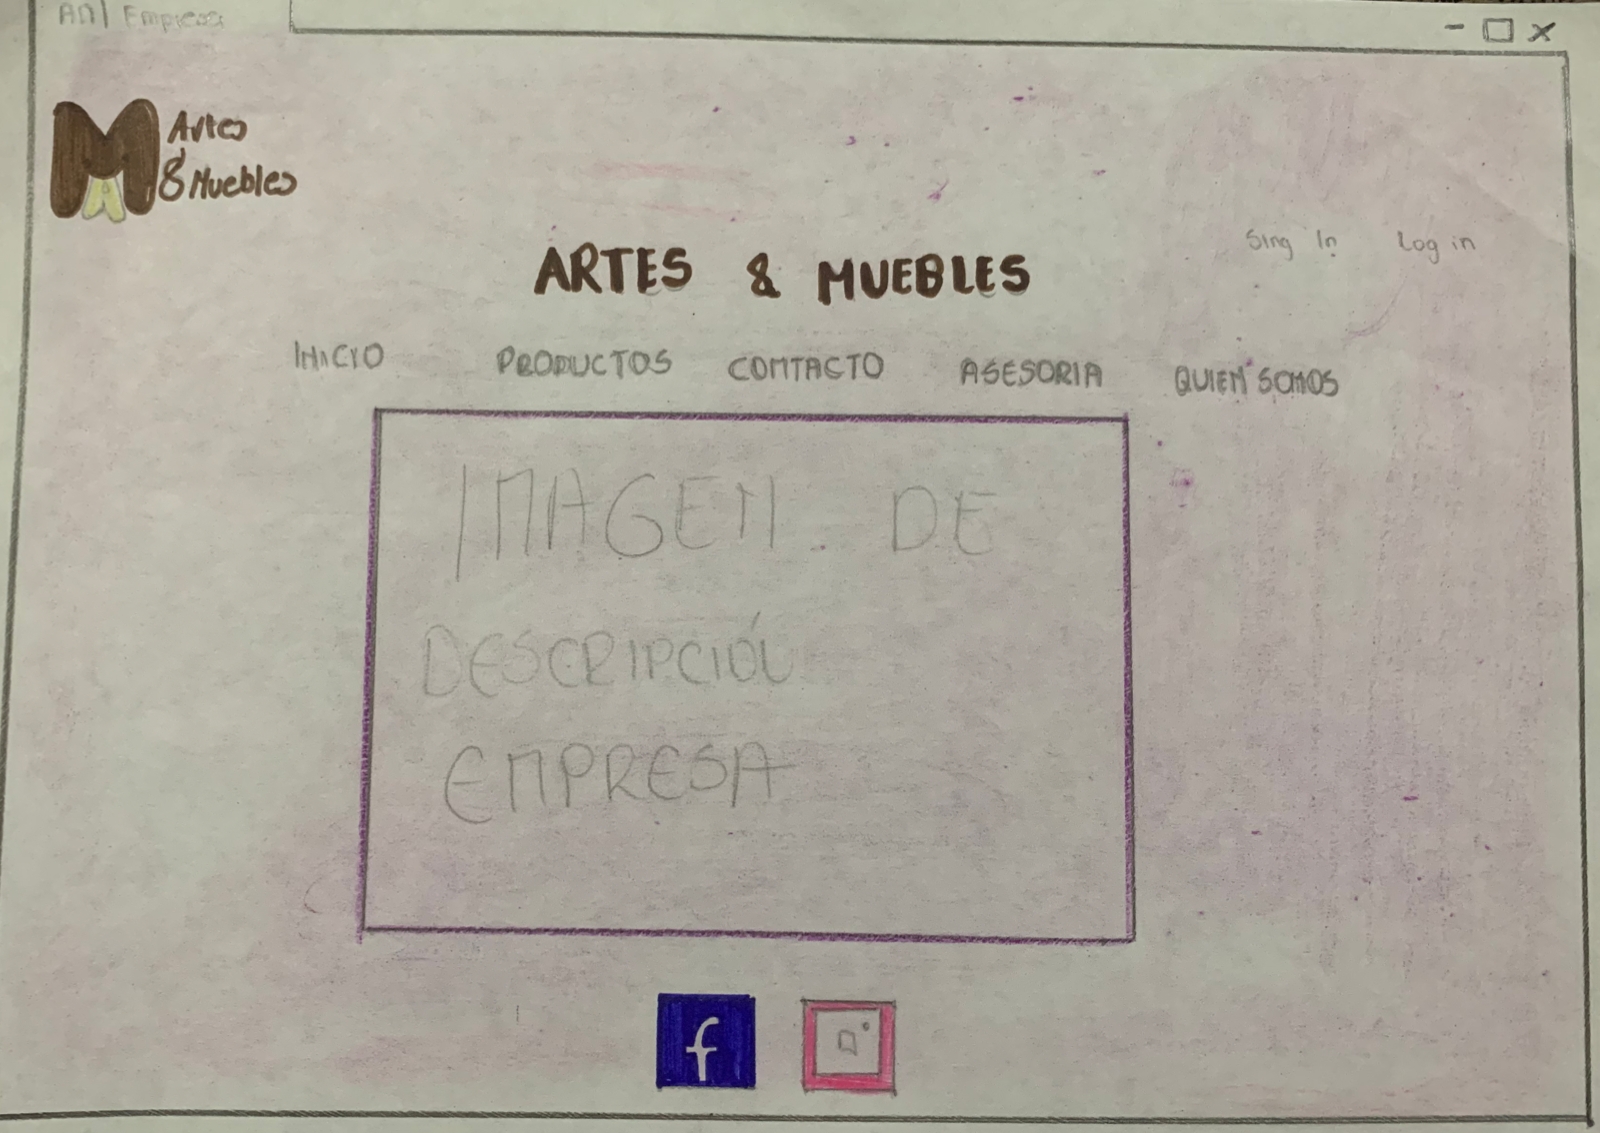 AM | Empresa
Artes
& Muebles
Sing In Log in
ARTES & MUEBLES
INICIO PRODUCTOS CONTACTO ASESORIA QUIEN SOMOS
IMAGEN DE
DESCRIPCIÓN
EMPRESA
f